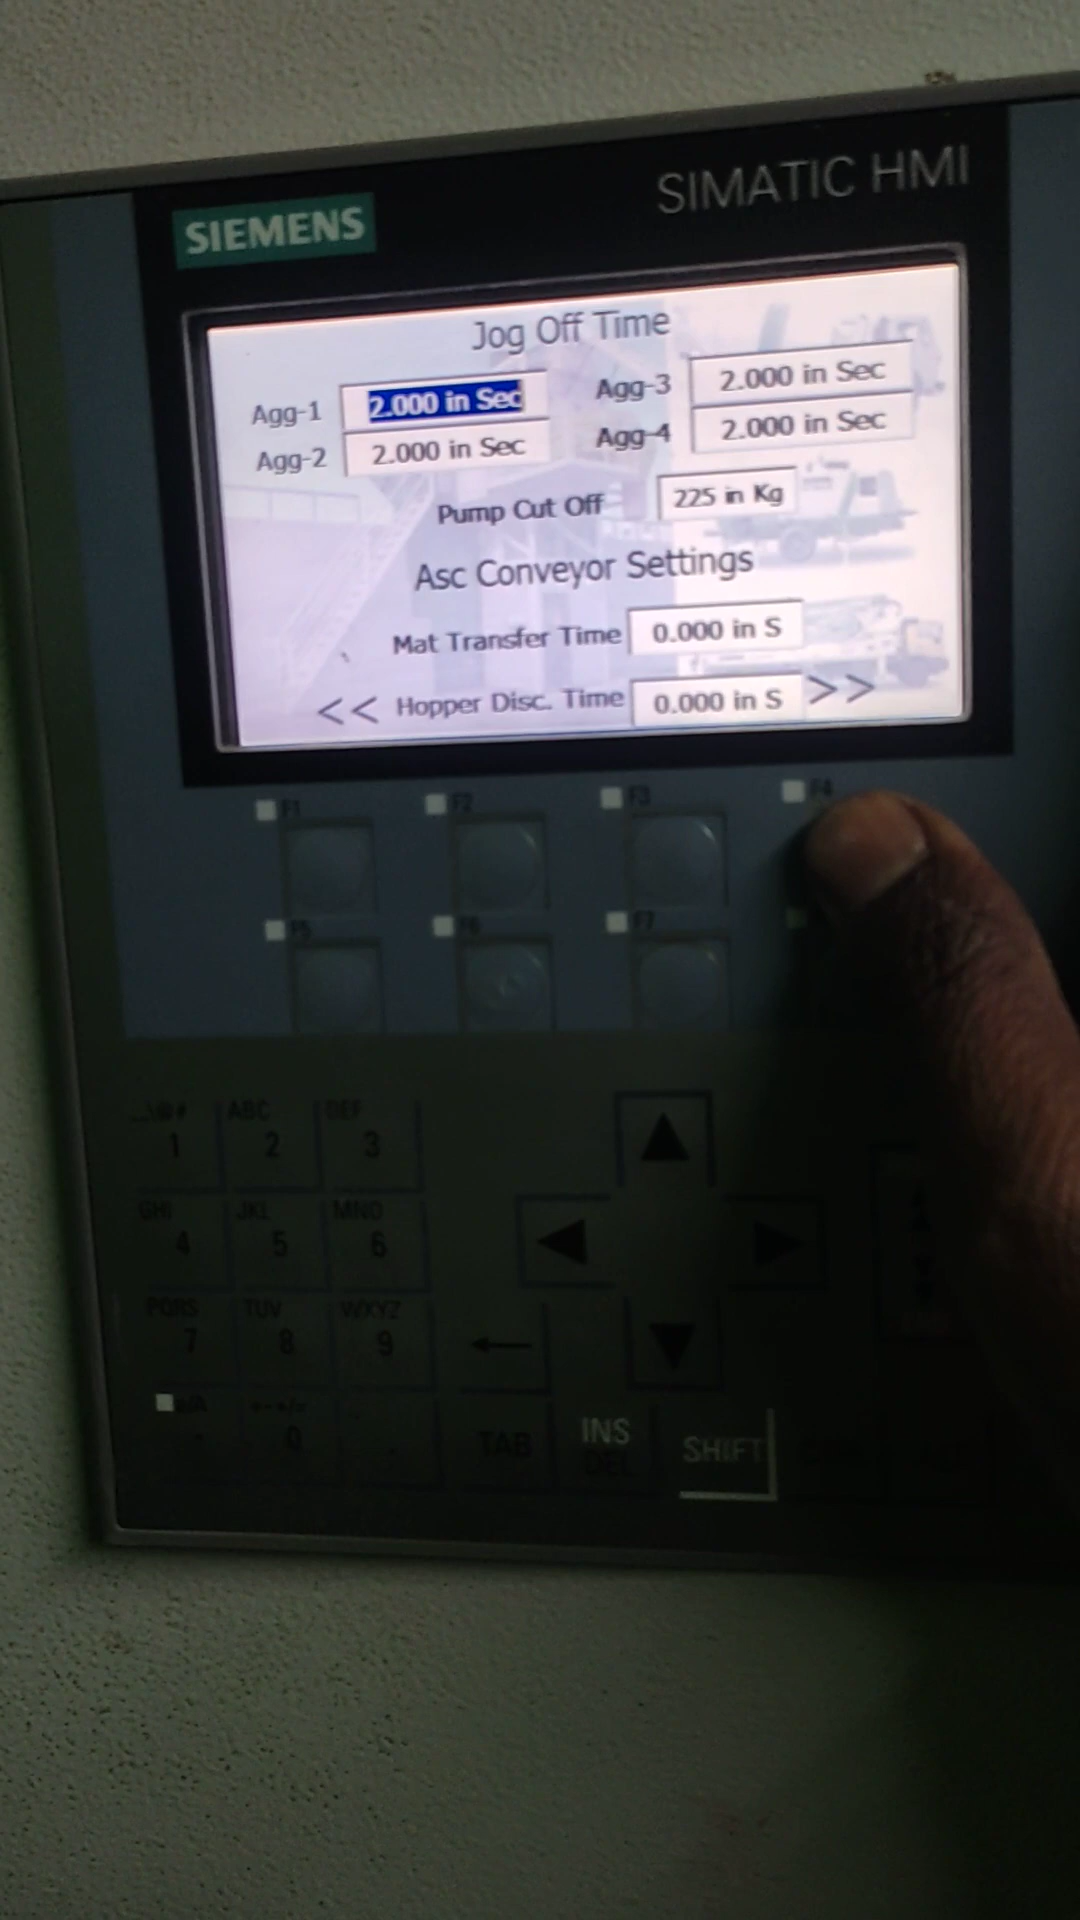 SIEMENS
SIMATIC HMI
Jog Off Time
Agg-1 2.000 in Sec Agg-3 2.000 in Sec
Agg-2 2.000 in Sec Agg-4 2.000 in Sec
Pump Cut Off 225 in Kg
Asc Conveyor Settings
Mat Transfer Time 0.000 in S
<< Hopper Disc. Time 0.000 in S >>
F1 F2 F3 F4
F5 F6 F7
ABC DEF
1 2 3
GHI JKL MNO
4 5 6
PQRS TUV WXYZ
7 8 9
0 TAB INS DEL SHIFT